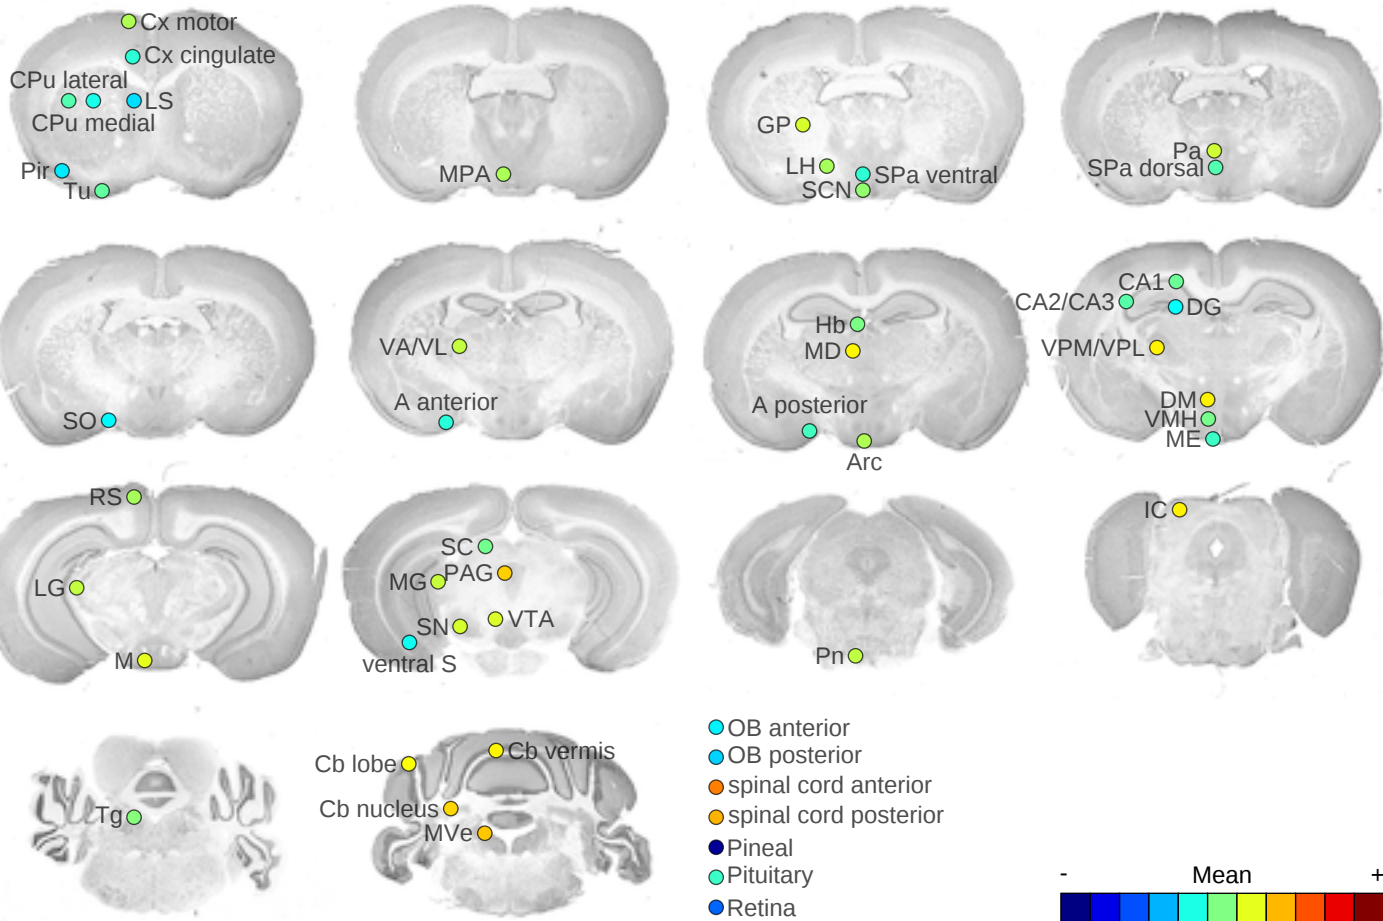 Cx motor
Cx cingulate
CPu lateral
LS
CPu medial
Pir
Tu
MPA
GP
LH
SPa ventral
SCN
Pa
SPa dorsal
SO
VA/VL
A anterior
Hb
MD
A posterior
Arc
CA1
CA2/CA3
DG
VPM/VPL
DM
VMH
ME
RS
LG
M
SC
PAG
MG
VTA
SN
ventral S
Pn
IC
Tg
Cb lobe
Cb vermis
Cb nucleus
MVe
OB anterior
OB posterior
spinal cord anterior
spinal cord posterior
Pineal
Pituitary
Retina
- Mean +